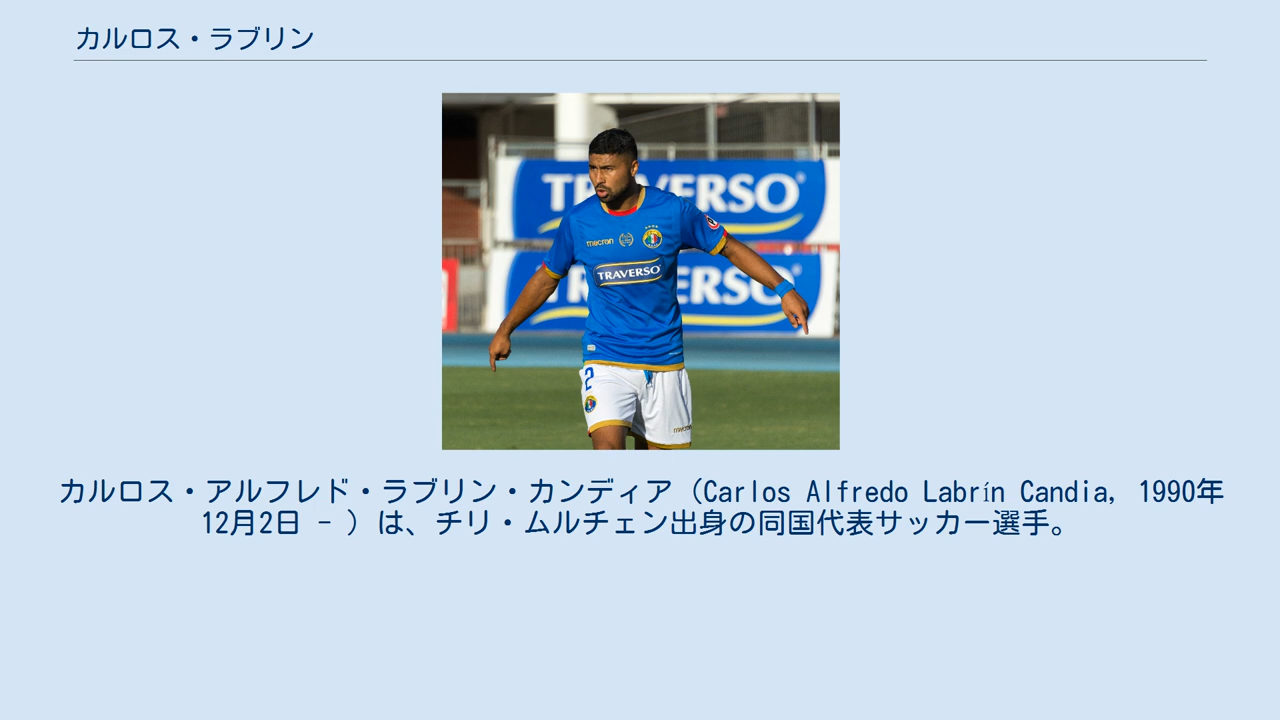 カルロス・ラブリン
TRAVERSO
macron
TRAVERSO
TRAVERSO
2
macron
カルロス・アルフレド・ラブリン・カンディア（Carlos Alfredo Labrín Candia, 1990年
12月2日 - ）は、チリ・ムルチェン出身の同国代表サッカー選手。